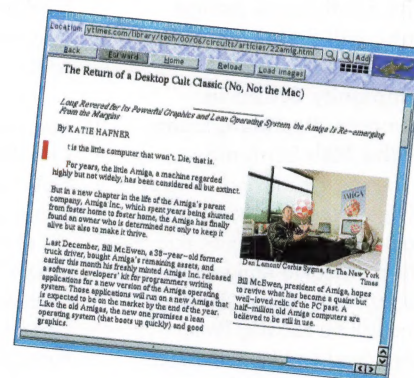 Location ytimes.com/library/tech/00/06/circuits/articles/22amig.html Add
Back Forward Home Reload Load Images
The Return of a Desktop Cult Classic (No, Not the Mac)
Long Revered for Its Powerful Graphics and Lean Operating System, the Amiga Is Re-emerging
From the Margins
By KATIE HAFNER
t is the little computer that won't. Die, that is.
For years, the little Amiga, a machine regarded
highly but not widely, has been considered all but extinct.
But in a new chapter in the life of the Amiga's parent
company, Amiga Inc., which spent years being shunted
from foster home to foster home, the Amiga has finally
found an owner who is determined not only to keep it
alive but also to make it thrive.
Last December, Bill McEwen, a 38-year-old former
truck driver, bought Amiga's remaining assets, and
earlier this month his freshly minted Amiga Inc. released
a software developers' kit for programmers writing
applications for a new version of the Amiga operating
system. Those applications will run on a new Amiga that
is expected to be on the market by the end of the year.
Like the old Amigas, the new one promises a lean
operating system (that boots up quickly) and good
graphics.
AMIGA
Dan Lamont/ Corbis Sygma, for The New York
Times
Bill McEwen, president of Amiga, hopes
to revive what has become a quaint but
well-loved relic of the PC past. A
half-million old Amiga computers are
believed to be still in use.